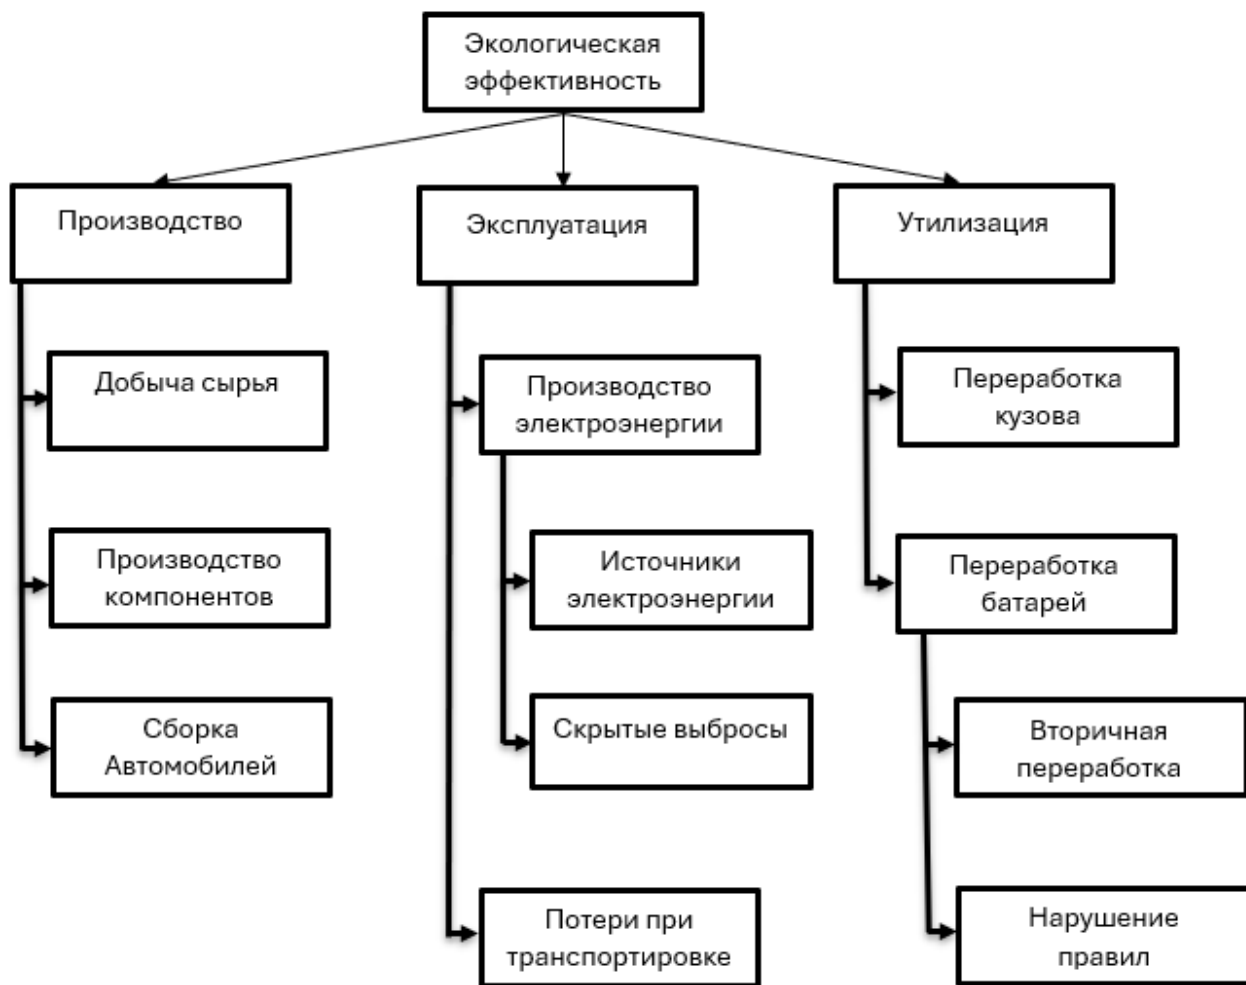 Экологическая
эффективность
Производство
Эксплуатация
Утилизация
Добыча сырья
Производство
компонентов
Сборка
Автомобилей
Производство
электроэнергии
Источники
электроэнергии
Скрытые выбросы
Потери при
транспортировке
Переработка
кузова
Переработка
батарей
Вторичная
переработка
Нарушение
правил